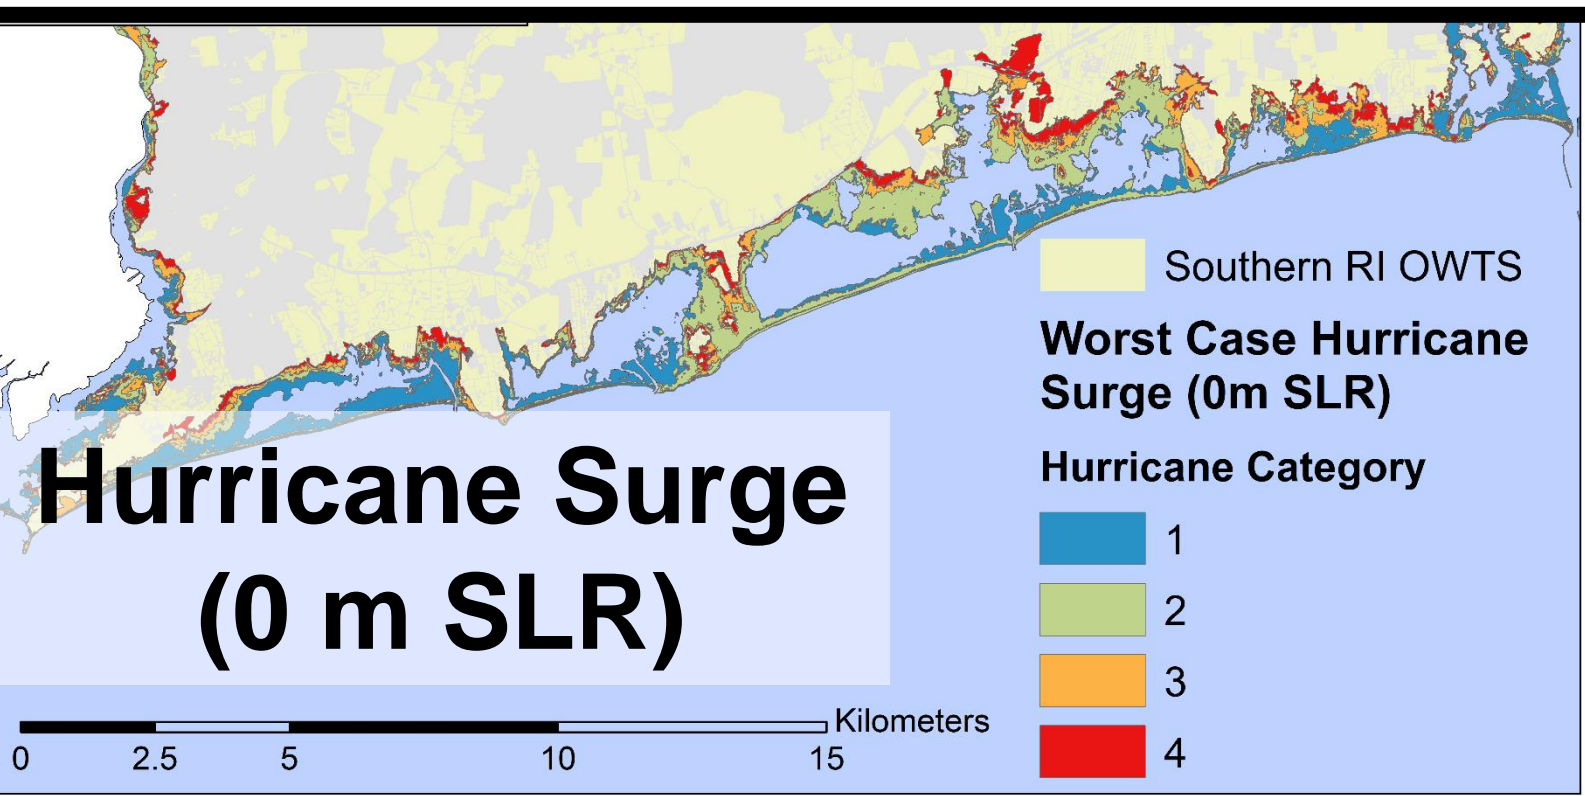 Southern RI OWTS
Worst Case Hurricane
Surge (0m SLR)
Hurricane Category
1
2
3
4
Hurricane Surge
(0 m SLR)
Kilometers
0 2.5 5 10 15